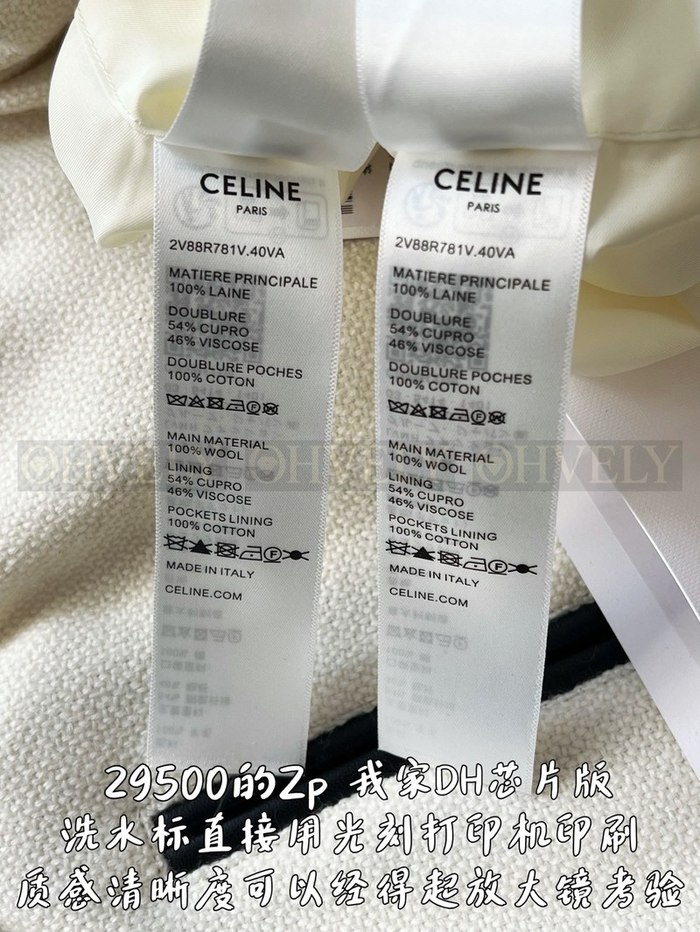 CELINE
PARIS
2V88R781V.40VA
MATIERE PRINCIPALE
100% LAINE
DOUBLURE
54% CUPRO
46% VISCOSE
DOUBLURE POCHES
100% COTON
MAIN MATERIAL
100% WOOL
LINING
54% CUPRO
46% VISCOSE
POCKETS LINING
100% COTTON
MADE IN ITALY
CELINE.COM
CELINE
PARIS
2V88R781V.40VA
MATIERE PRINCIPALE
100% LAINE
DOUBLURE
54% CUPRO
46% VISCOSE
DOUBLURE POCHES
100% COTON
MAIN MATERIAL
100% WOOL
LINING
54% CUPRO
46% VISCOSE
POCKETS LINING
100% COTTON
MADE IN ITALY
CELINE.COM
OHVELY
29500的Zp 我家DH芯片版
洗水标直接用光刻打印机印刷
质感清晰度可以经得起放大镜考验